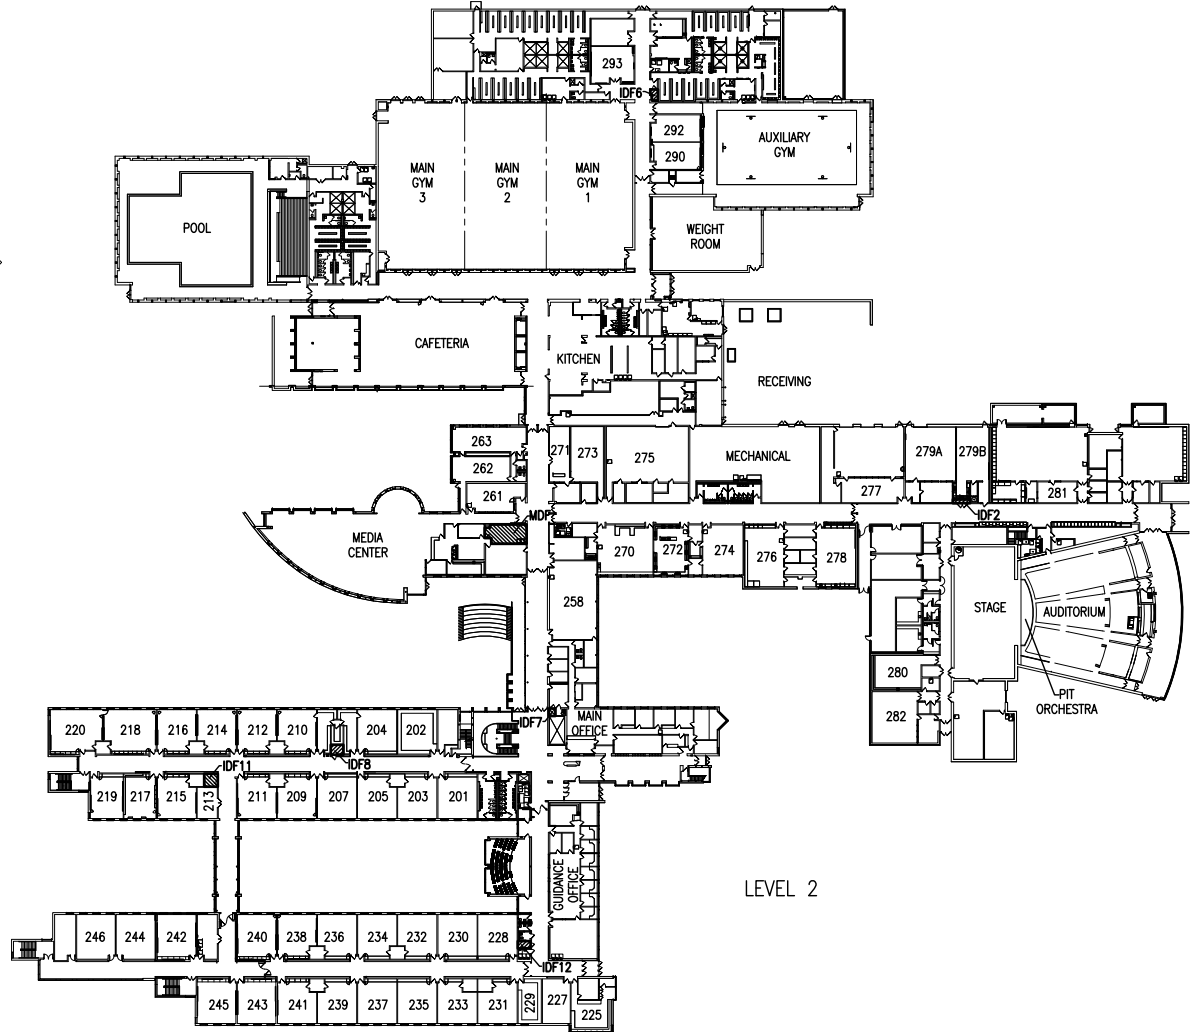 293
IDF6
292
290
AUXILIARY
GYM
MAIN
GYM
3
MAIN
GYM
2
MAIN
GYM
1
POOL
WEIGHT
ROOM
CAFETERIA
KITCHEN
RECEIVING
263
262
261
271
273
275
MECHANICAL
277
279A
279B
281
IDF2
MDF
MEDIA
CENTER
270
272
274
276
278
258
STAGE
AUDITORIUM
280
282
PIT
ORCHESTRA
220
218
216
214
212
210
204
202
IDF7
MAIN
OFFICE
IDF8
IDF11
219
217
215
213
211
209
207
205
203
201
GUIDANCE
OFFICE
LEVEL 2
246
244
242
240
238
236
234
232
230
228
IDF12
245
243
241
239
237
235
233
231
229
227
225